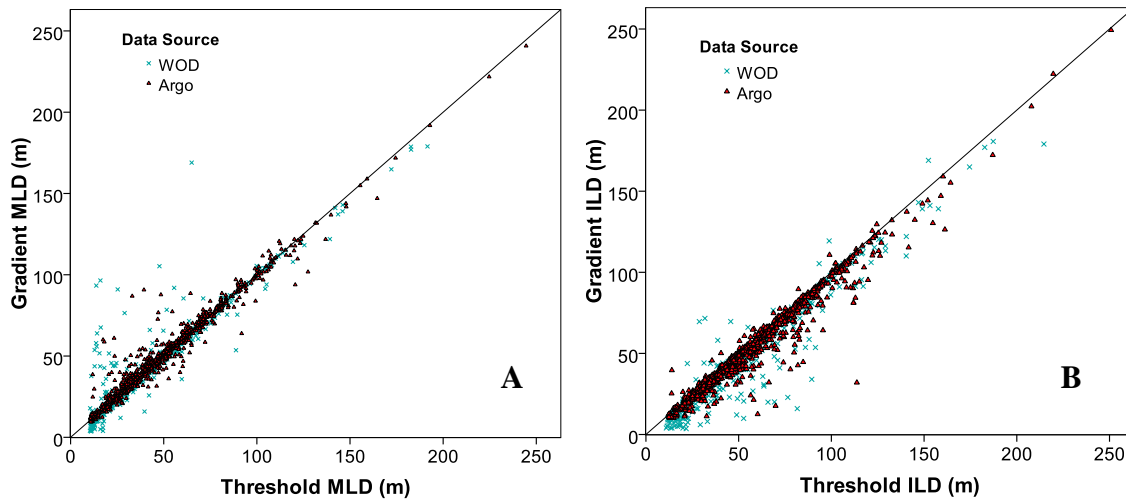 Data Source
WOD
Argo
Gradient MLD (m)
250
200
150
100
50
0
0 50 100 150 200 250
Threshold MLD (m)
A
Data Source
WOD
Argo
Gradient ILD (m)
250
200
150
100
50
0
0 50 100 150 200 250
Threshold ILD (m)
B